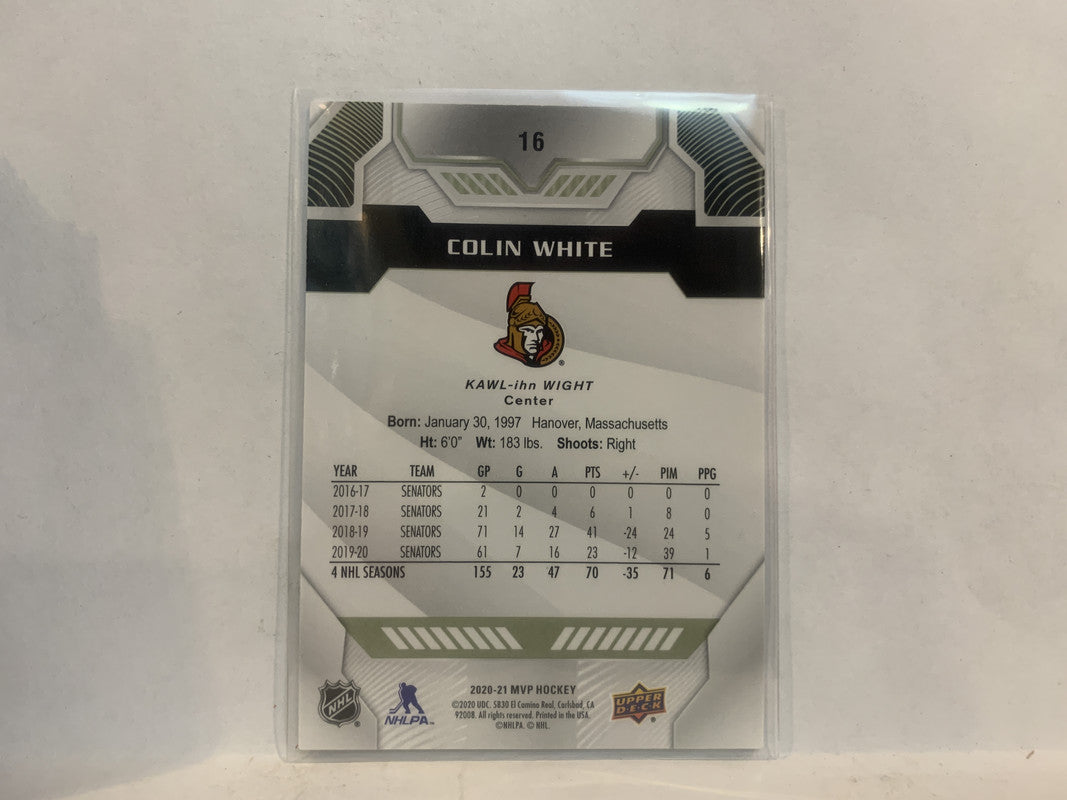 16
COLIN WHITE
®
KAWL-ihn WIGHT
Center
Born: January 30, 1997 Hanover, Massachusetts
Ht: 6'0" Wt: 183 lbs. Shoots: Right
YEAR TEAM GP G A PTS +/- PIM PPG
2016-17 SENATORS 2 0 0 0 0 0 0
2017-18 SENATORS 21 2 4 6 1 8 0
2018-19 SENATORS 71 14 27 41 -24 24 5
2019-20 SENATORS 61 7 16 23 -12 39 1
4 NHL SEASONS 155 23 47 70 -35 71 6
NHL ®
NHLPA™
2020-21 MVP HOCKEY
©2020 UDC. 5830 El Camino Real, Carlsbad, CA
92008. All rights reserved. Printed in the USA.
©NHLPA. © NHL.
UPPER
DECK ®